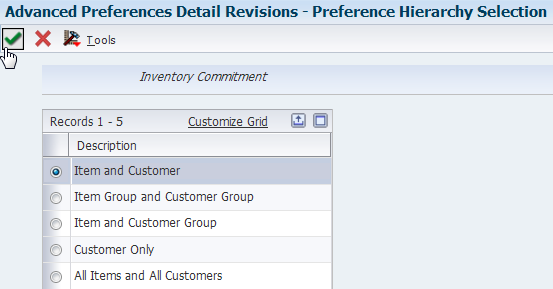 Advanced Preferences Detail Revisions - Preference Hierarchy Selection
Tools
Inventory Commitment
Records 1 - 5 Customize Grid
Description
Item and Customer
Item Group and Customer Group
Item and Customer Group
Customer Only
All Items and All Customers